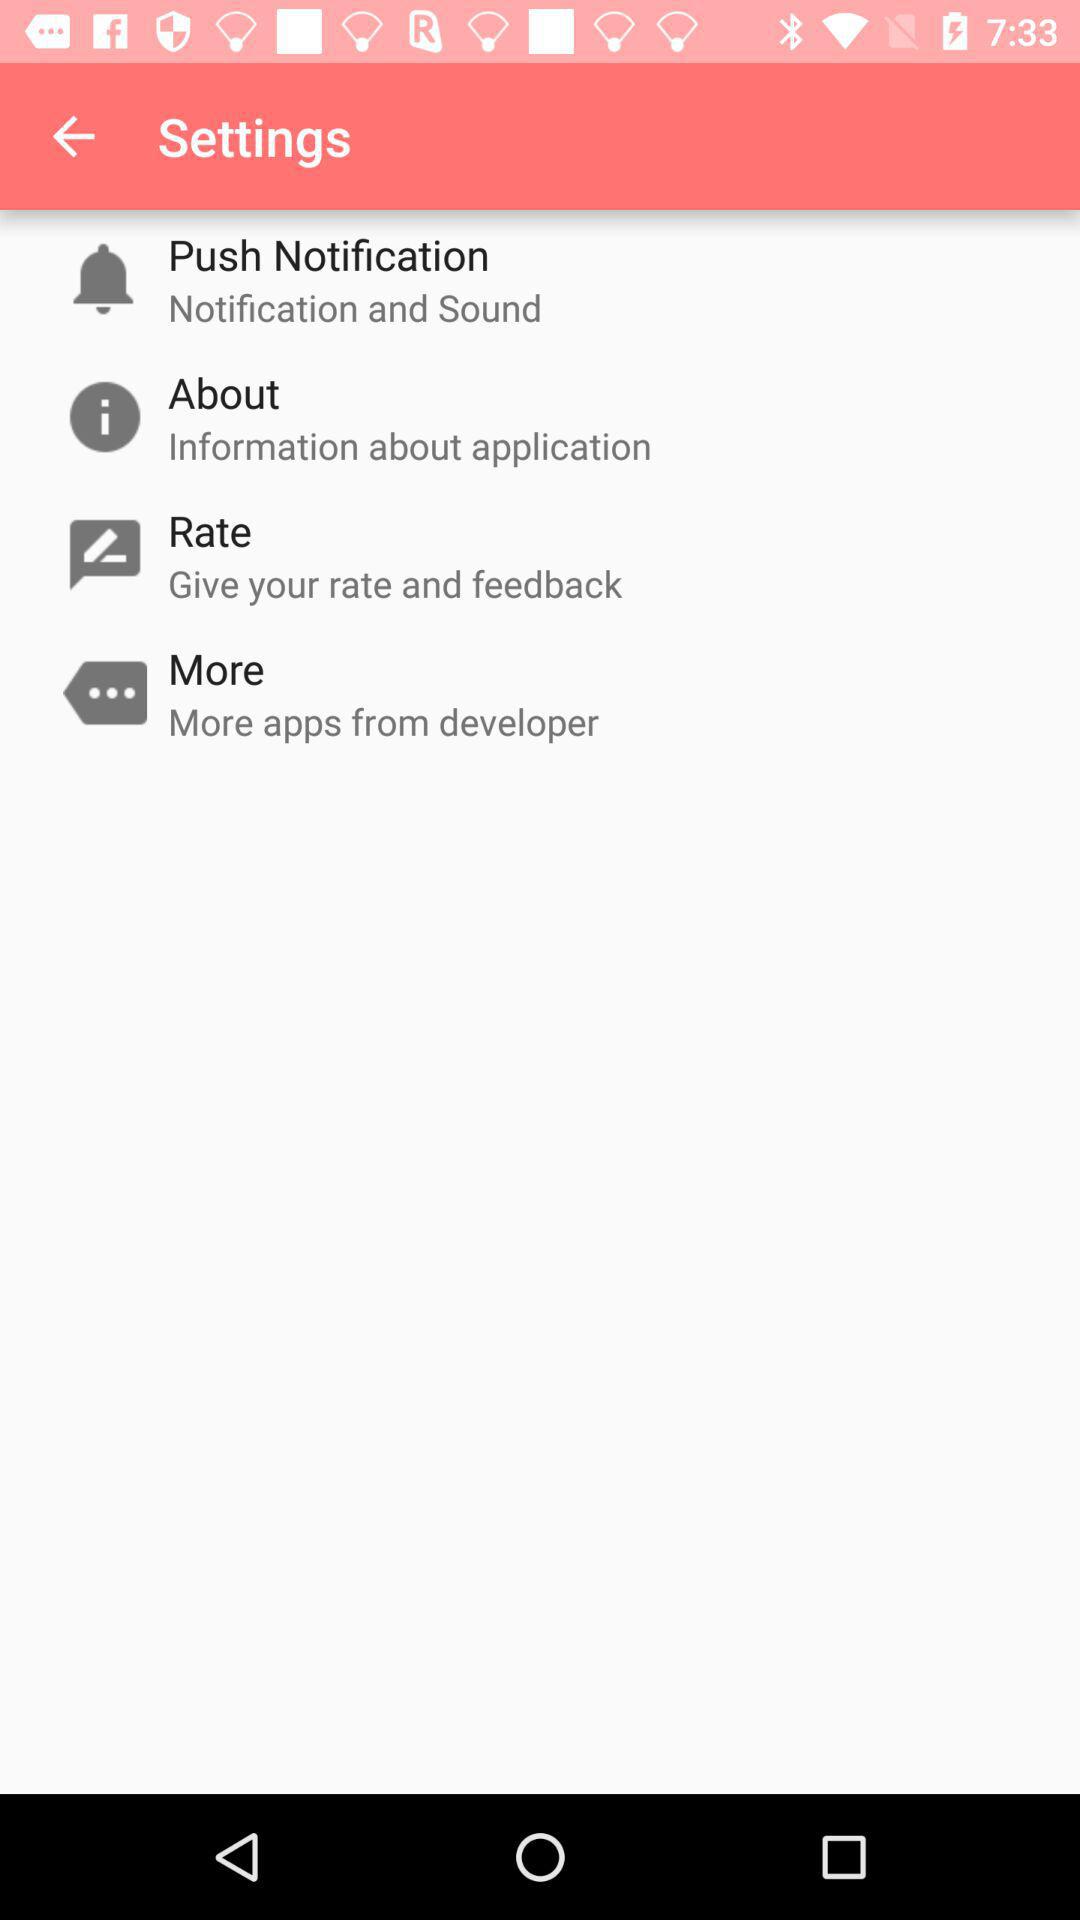 7:33
Settings
Push Notification
Notification and Sound
About
Information about application
Rate
Give your rate and feedback
More
More apps from developer